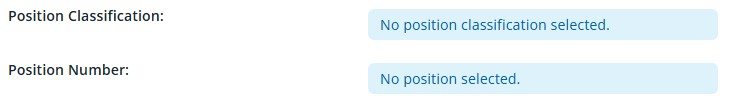 Position Classification:
No position classification selected.
Position Number:
No position selected.